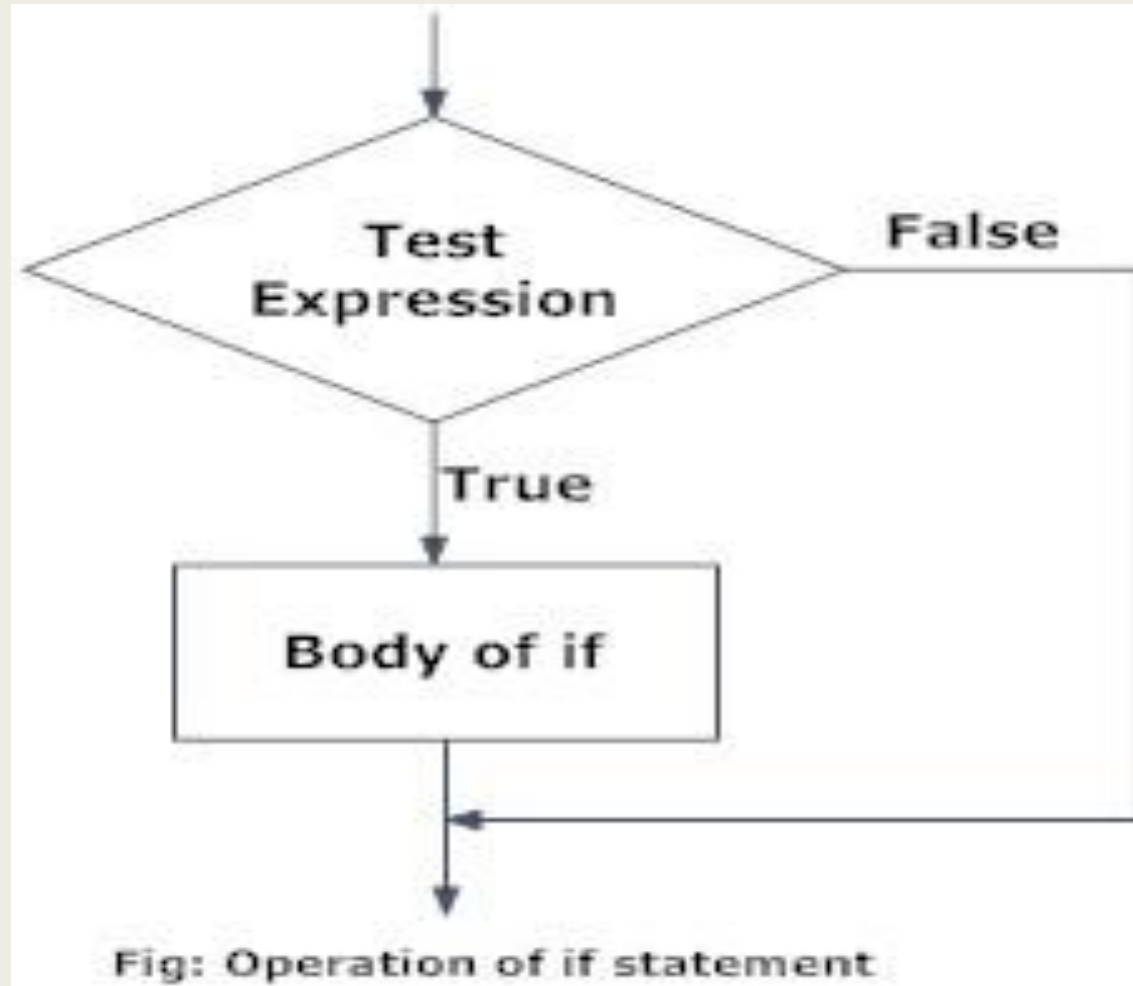 Test
Expression
False
True
Body of if
Fig: Operation of if statement